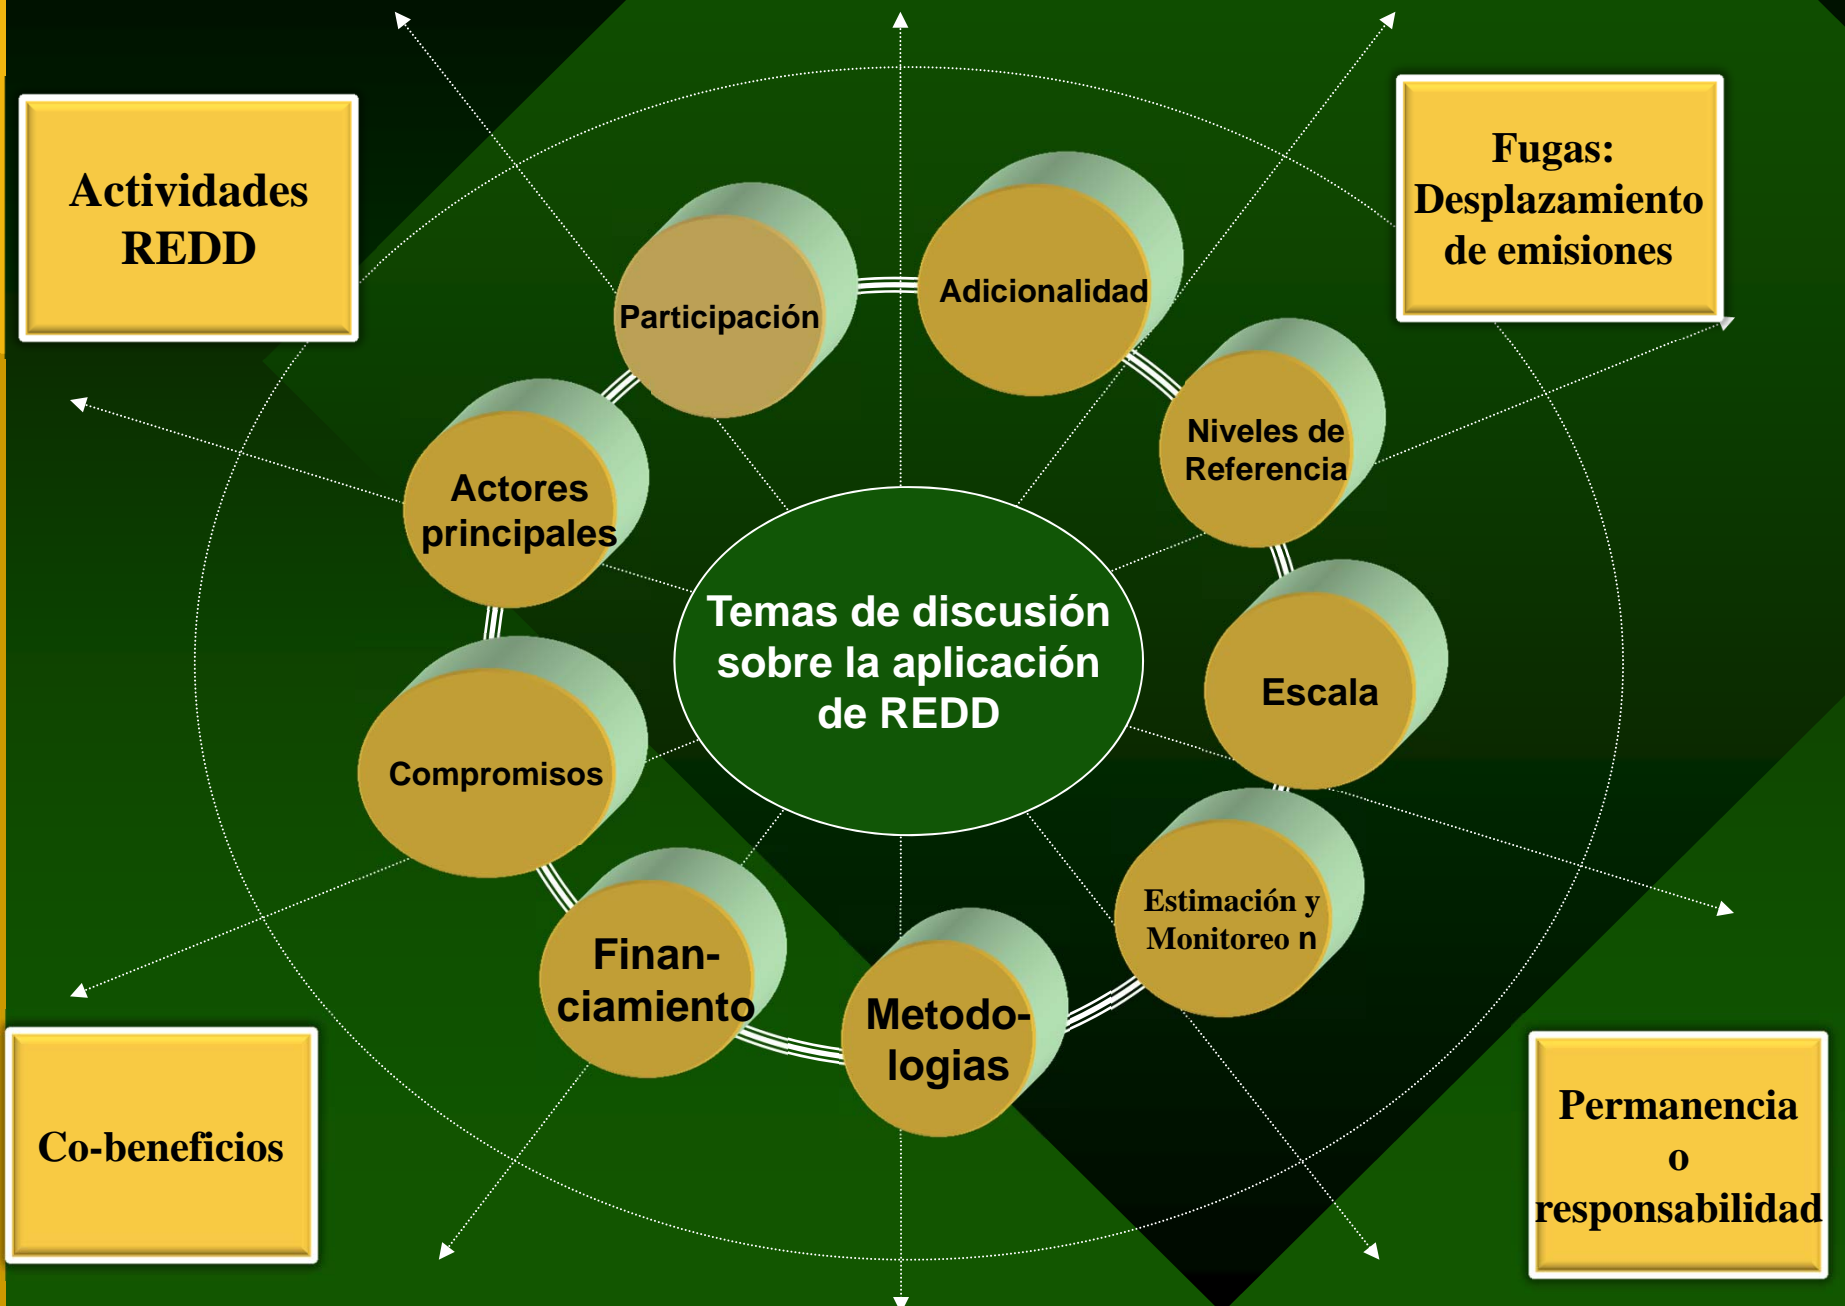 Actividades
REDD
Fugas:
Desplazamiento
de emisiones
Participación
Adicionalidad
Niveles de
Referencia
Actores
principales
Temas de discusión
sobre la aplicación
de REDD
Escala
Compromisos
Estimación y
Monitoreo n
Finan-
ciamiento
Metodo-
logias
Co-beneficios
Permanencia
o
responsabilidad